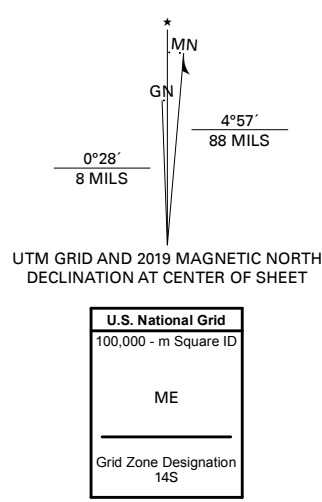 ★
MN
GN
4°57´
88 MILS
0°28´
8 MILS
UTM GRID AND 2019 MAGNETIC NORTH
DECLINATION AT CENTER OF SHEET
U.S. National Grid
100,000 - m Square ID
ME
Grid Zone Designation
14S